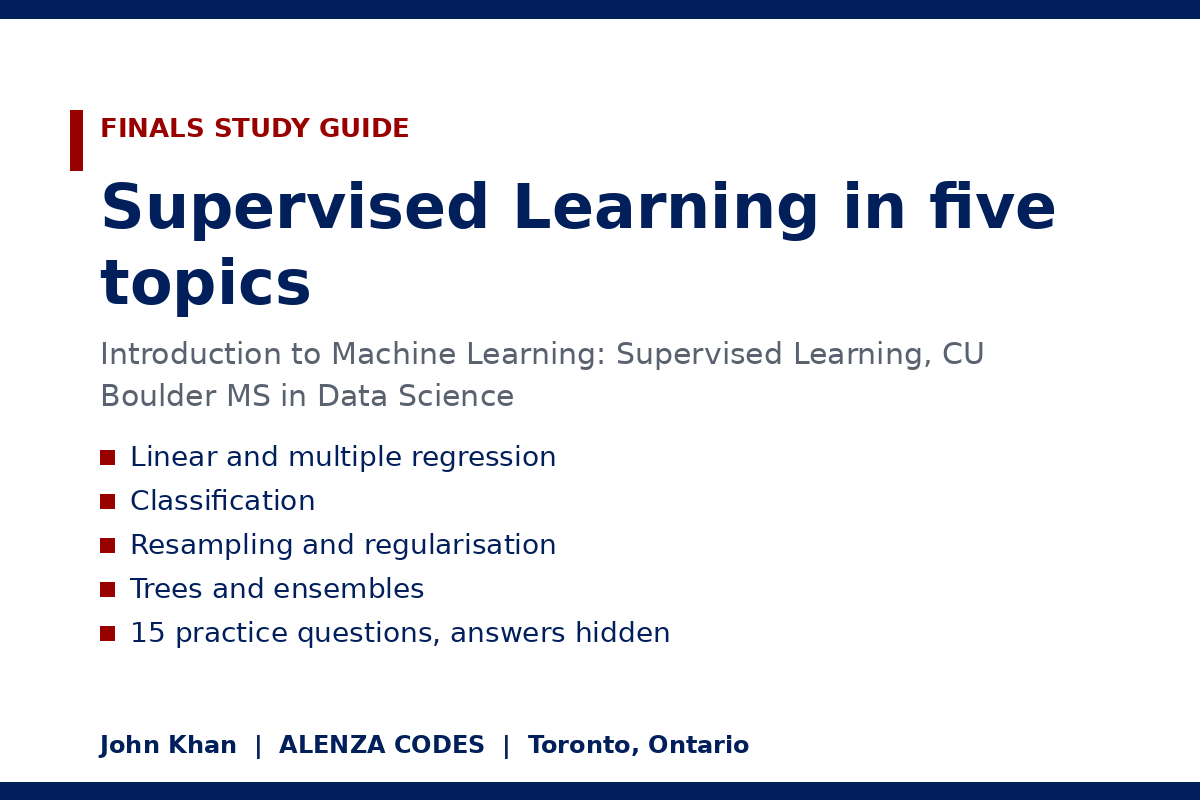 FINALS STUDY GUIDE
Supervised Learning in five
topics
Introduction to Machine Learning: Supervised Learning, CU
Boulder MS in Data Science
Linear and multiple regression
Classification
Resampling and regularisation
Trees and ensembles
15 practice questions, answers hidden
John Khan | ALENZA CODES | Toronto, Ontario